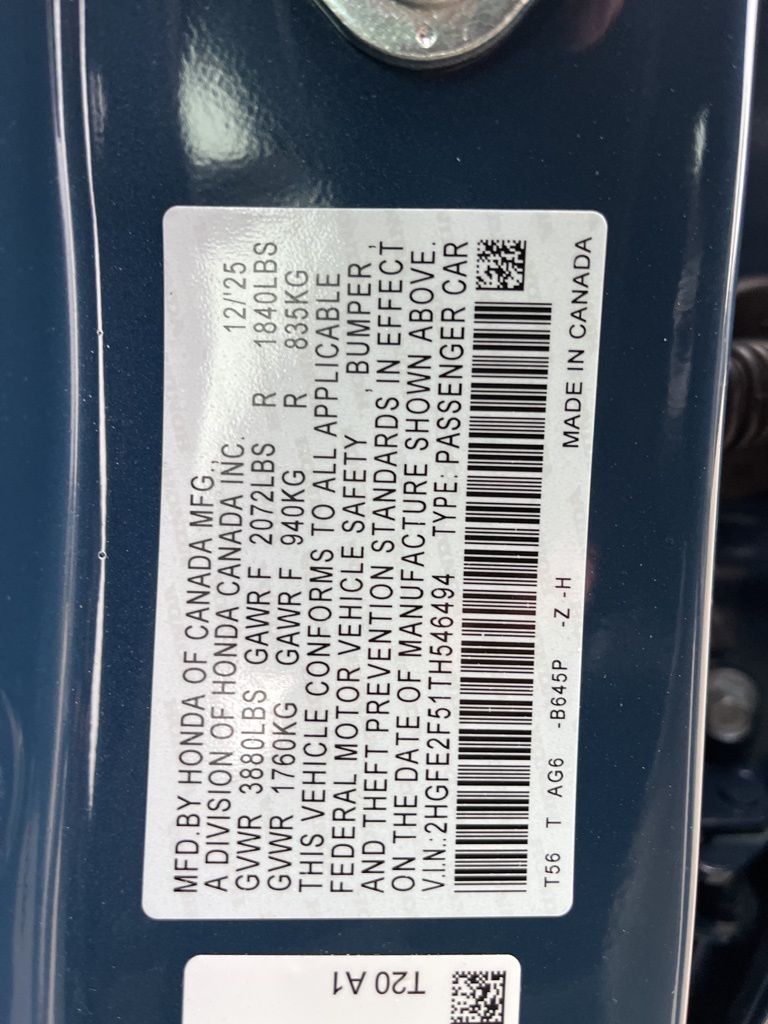 MFD.BY HONDA OF CANADA MFG.,
A DIVISION OF HONDA CANADA INC. 12/'25
GVWR 3880LBS GAWR F 2072LBS R 1840LBS
GVWR 1760KG GAWR F 940KG R 835KG
THIS VEHICLE CONFORMS TO ALL APPLICABLE
FEDERAL MOTOR VEHICLE SAFETY, BUMPER,
AND THEFT PREVENTION STANDARDS IN EFFECT
ON THE DATE OF MANUFACTURE SHOWN ABOVE.
V.I.N.:2HGFE2F51TH546494 TYPE: PASSENGER CAR
T56 T AG6 -B645P -Z -H MADE IN CANADA
T20 A1